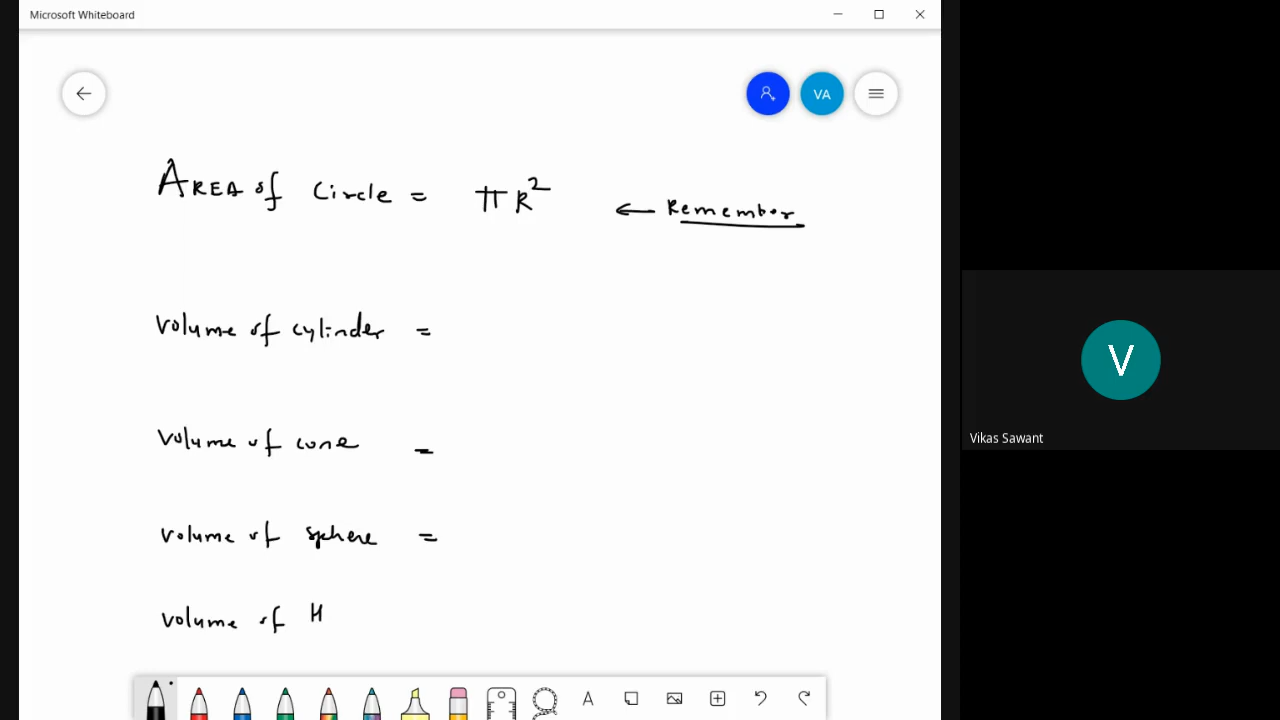 Microsoft Whiteboard
VA
AREA of Circle = πR² ← Remember
volume of cylinder =
volume of cone =
V
Vikas Sawant
volume of sphere =
volume of H
A